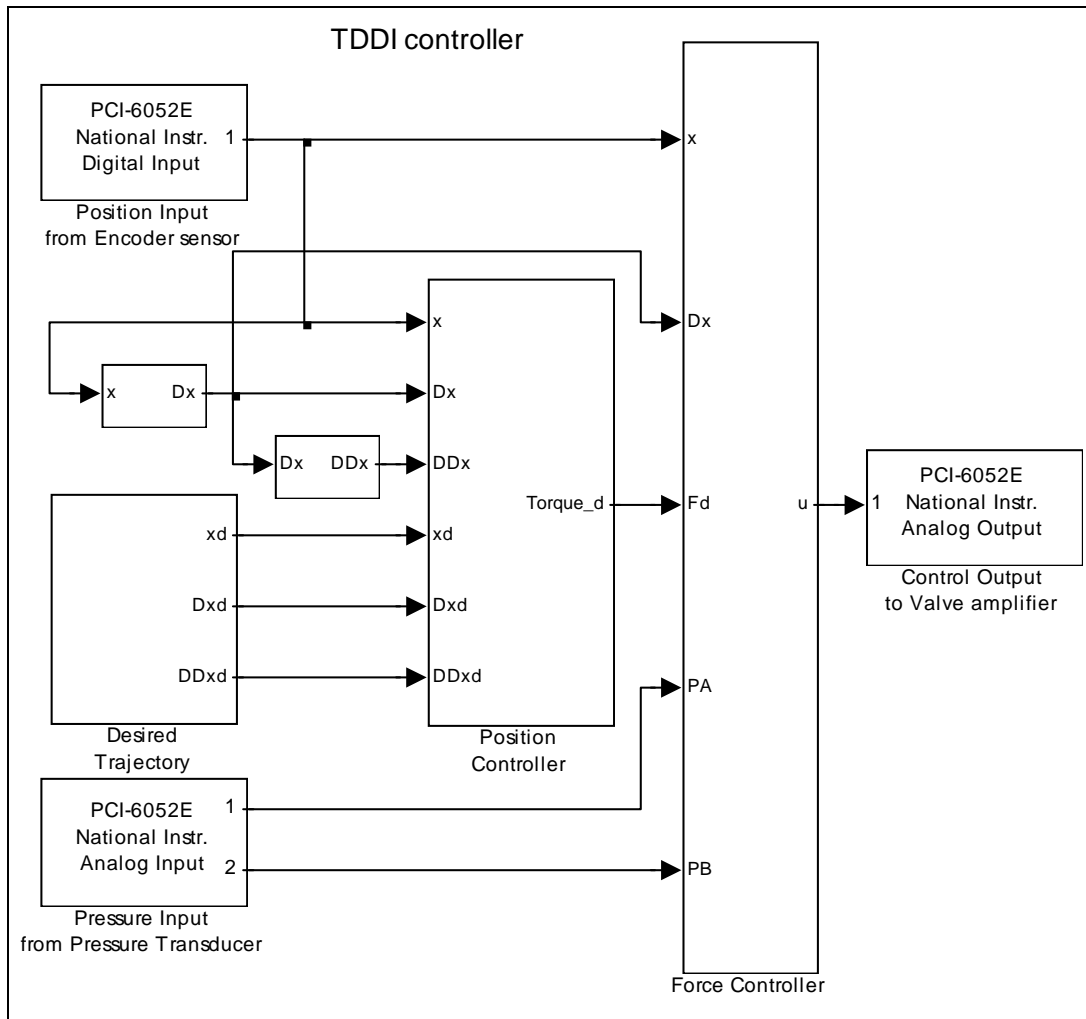 TDDI controller
PCI-6052E
National Instr.
Digital Input
1
Position Input
from Encoder sensor
x
Dx
Fd
PA
PB
u
Force Controller
x
Dx
DDx
xd
Dxd
DDxd
Torque_d
Position
Controller
x
Dx
Dx
DDx
xd
Dxd
DDxd
Desired
Trajectory
PCI-6052E
National Instr.
Analog Input
1
2
Pressure Input
from Pressure Transducer
1
PCI-6052E
National Instr.
Analog Output
Control Output
to Valve amplifier